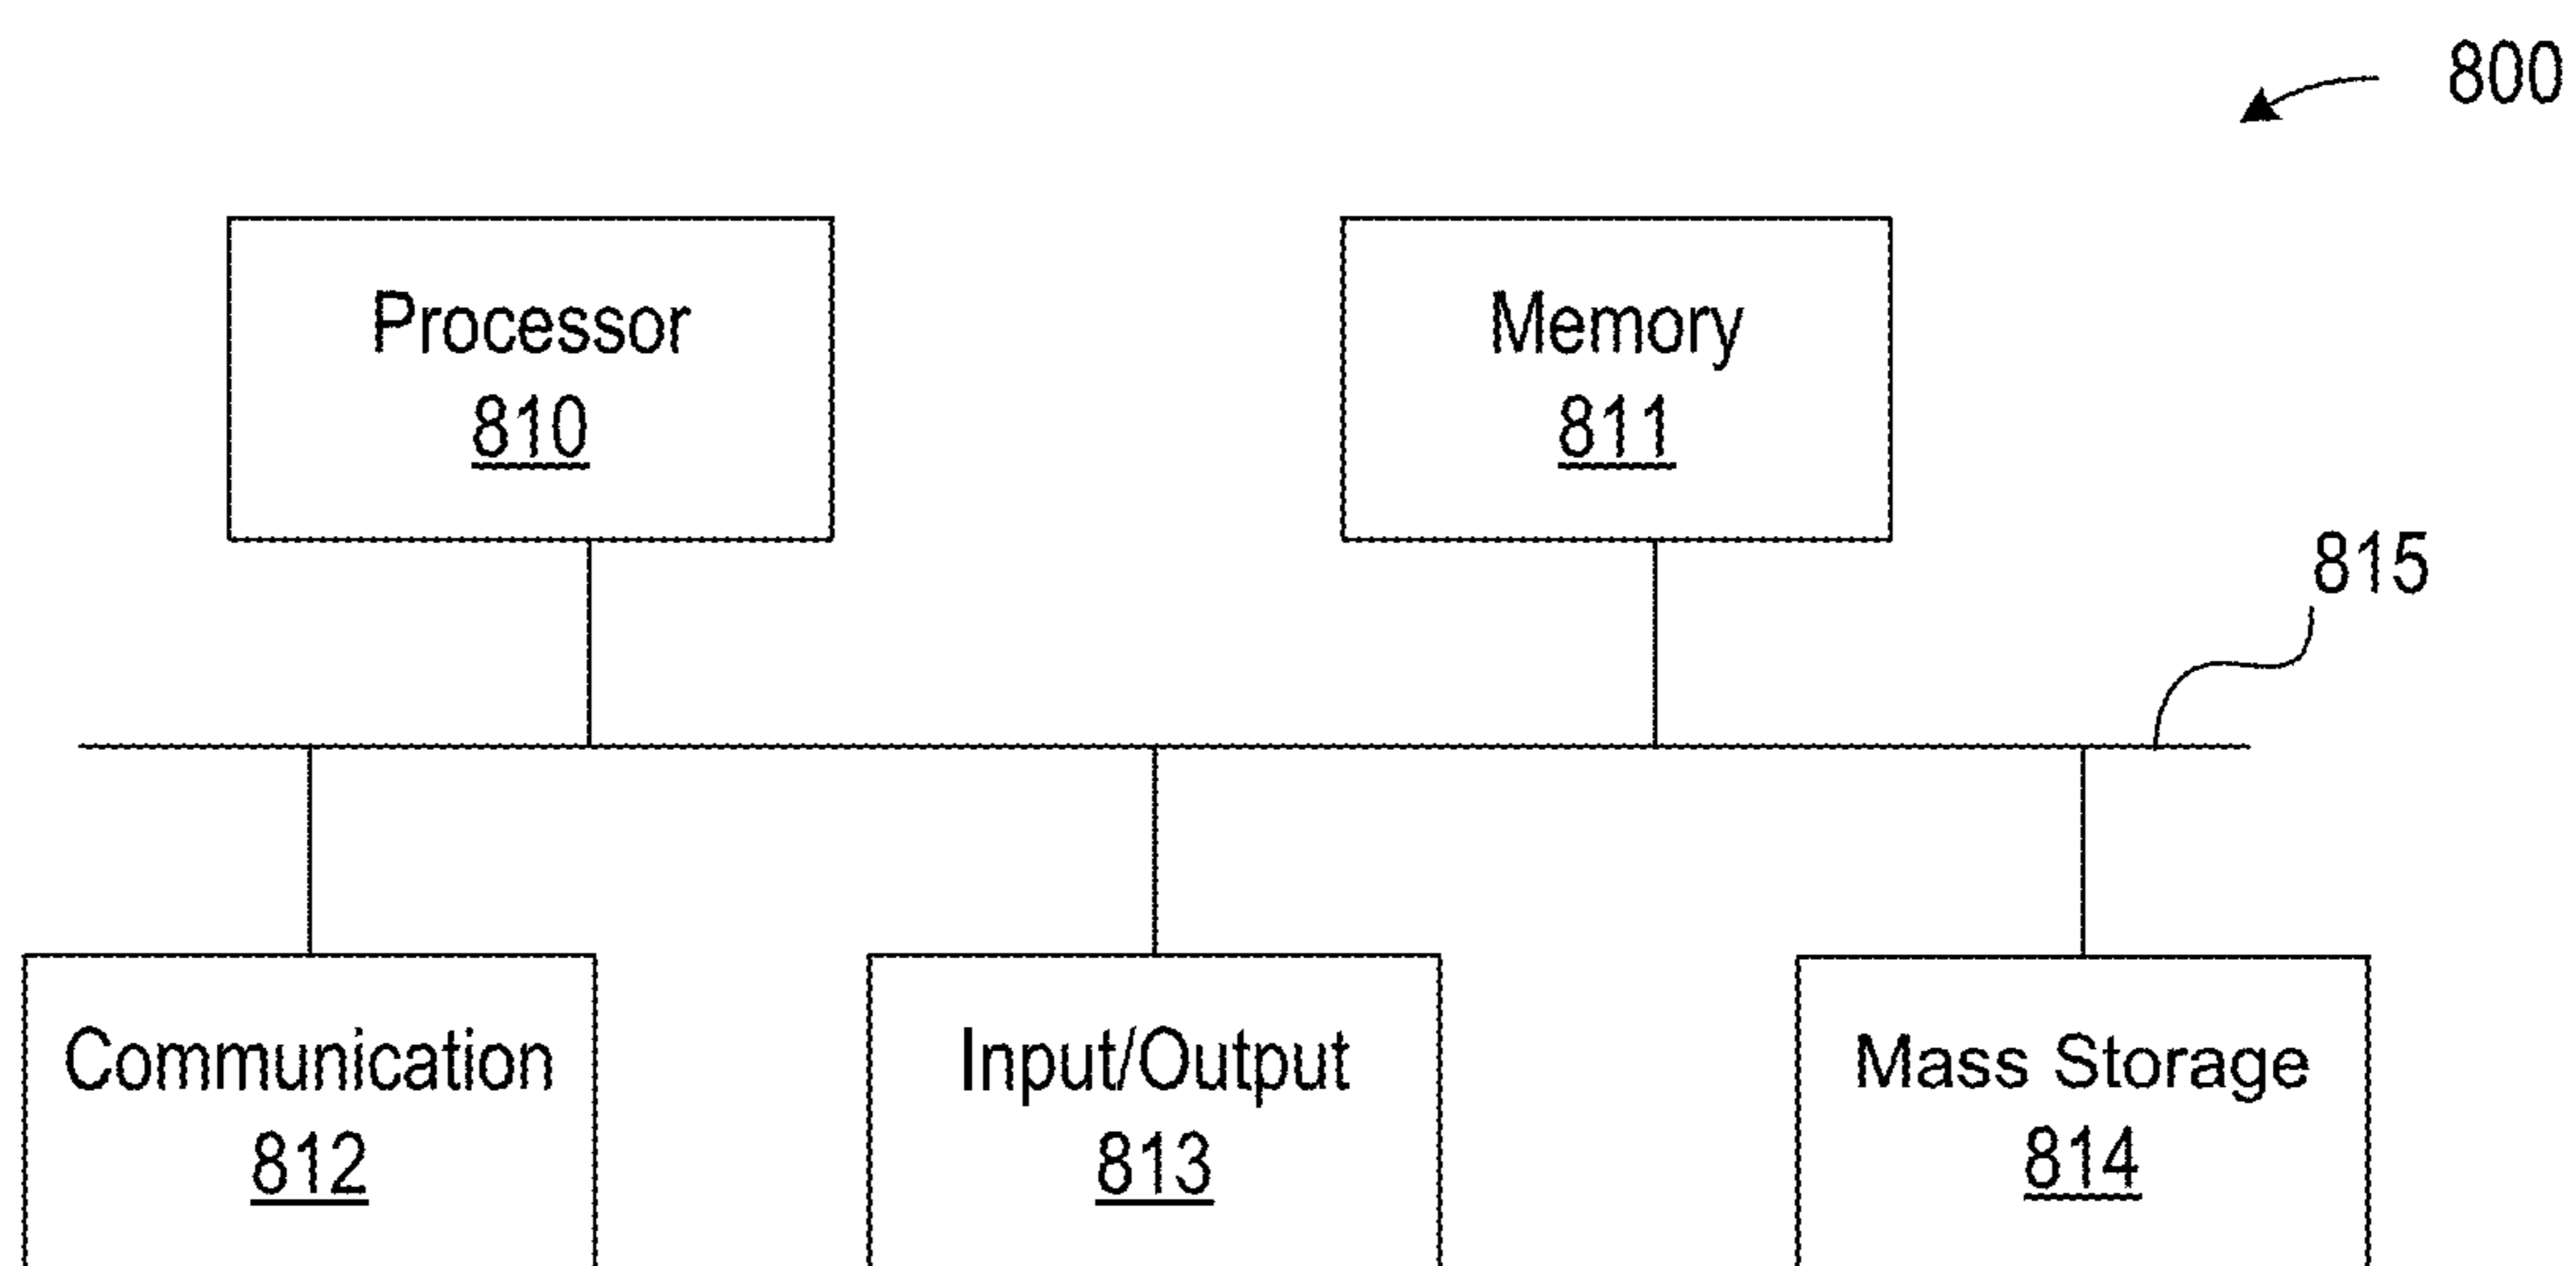 800
Processor
810
Memory
811
815
Communication
812
Input/Output
813
Mass Storage
814